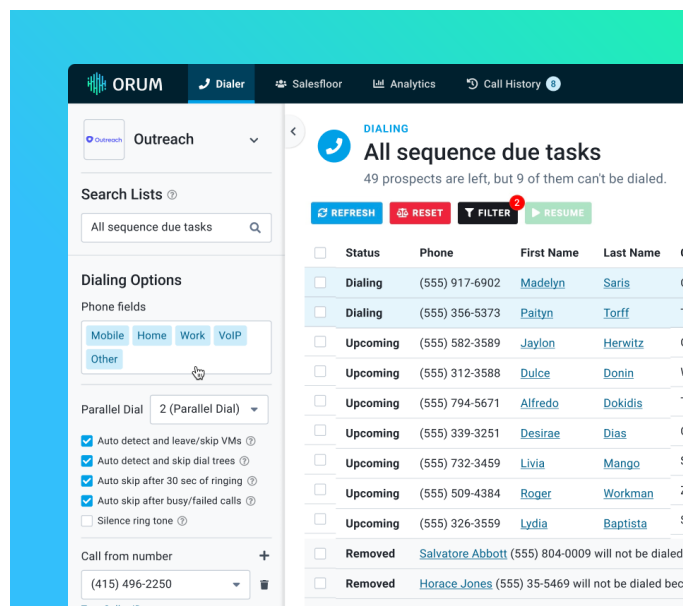 ORUM
Dialer
Salesfloor
Analytics
Call History 8
Outreach
Outreach
Search Lists
All sequence due tasks
Dialing Options
Phone fields
Mobile Home Work VoIP
Other
Parallel Dial 2 (Parallel Dial)
Auto detect and leave/skip VMs
Auto detect and skip dial trees
Auto skip after 30 sec of ringing
Auto skip after busy/failed calls
Silence ring tone
Call from number +
(415) 496-2250
DIALING
All sequence due tasks
49 prospects are left, but 9 of them can't be dialed.
REFRESH RESET FILTER 2 RESUME
Status Phone First Name Last Name
Dialing (555) 917-6902 Madelyn Saris
Dialing (555) 356-5373 Paityn Torff
Upcoming (555) 582-3589 Jaylon Herwitz
Upcoming (555) 312-3588 Dulce Donin
Upcoming (555) 794-5671 Alfredo Dokidis
Upcoming (555) 339-3251 Desirae Dias
Upcoming (555) 732-3459 Livia Mango
Upcoming (555) 509-4384 Roger Workman
Upcoming (555) 326-3559 Lydia Baptista
Removed Salvatore Abbott (555) 804-0009 will not be dialed
Removed Horace Jones (555) 35-5469 will not be dialed bec